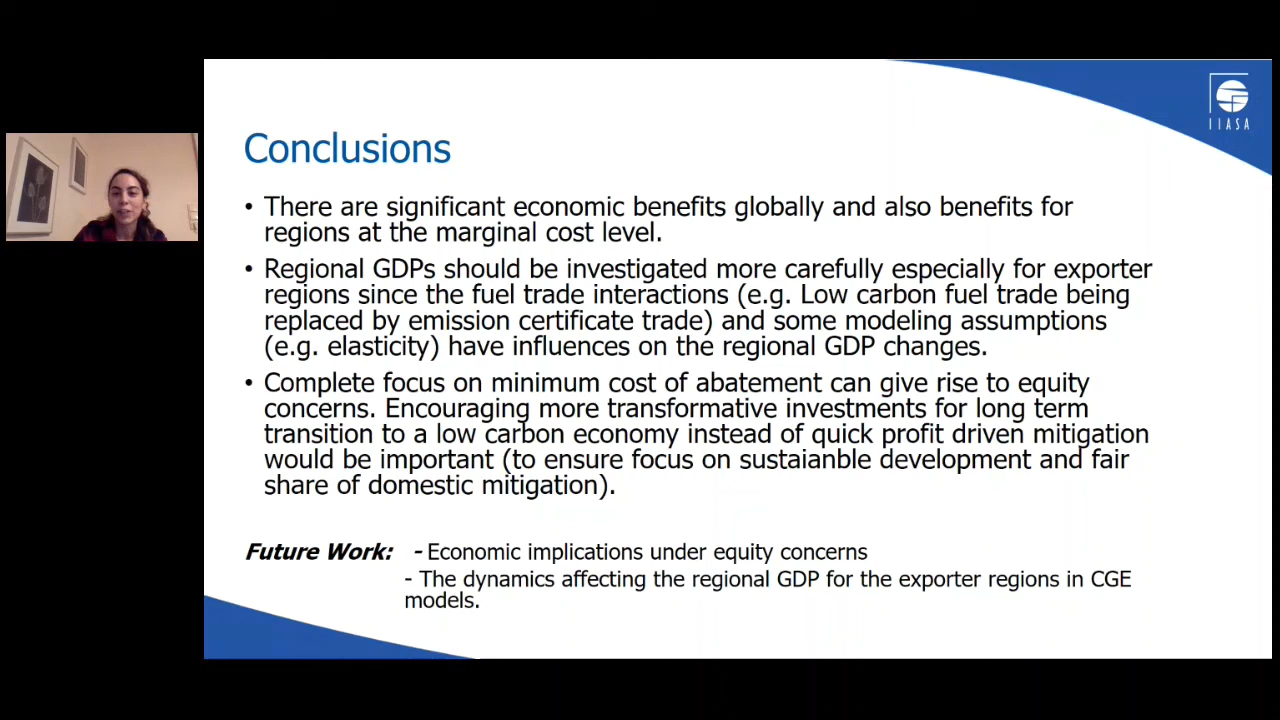 IIASA
Conclusions
• There are significant economic benefits globally and also benefits for
regions at the marginal cost level.
• Regional GDPs should be investigated more carefully especially for exporter
regions since the fuel trade interactions (e.g. Low carbon fuel trade being
replaced by emission certificate trade) and some modeling assumptions
(e.g. elasticity) have influences on the regional GDP changes.
• Complete focus on minimum cost of abatement can give rise to equity
concerns. Encouraging more transformative investments for long term
transition to a low carbon economy instead of quick profit driven mitigation
would be important (to ensure focus on sustaianble development and fair
share of domestic mitigation).
Future Work: - Economic implications under equity concerns
- The dynamics affecting the regional GDP for the exporter regions in CGE
models.